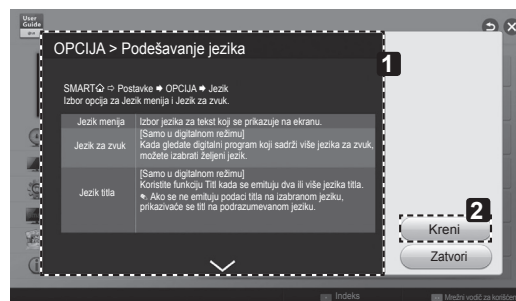 User
Guide
OPCIJA > Podešavanje jezika
1
SMART ⇨ Postavke ➡ OPCIJA ➡ Jezik
Izbor opcija za Jezik menija i Jezik za zvuk.
Jezik menija Izbor jezika za tekst koji se prikazuje na ekranu.
Jezik za zvuk [Samo u digitalnom režimu]
Kada gledate digitalni program koji sadrži više jezika za zvuk,
možete izabrati željeni jezik.
Jezik titla [Samo u digitalnom režimu]
Koristite funkciju Titl kada se emituju dva ili više jezika titla.
Ako se ne emituju podaci titla na izabranom jeziku,
prikazivaće se titl na podrazumevanom jeziku.
2
Kreni
Zatvori
Indeks
Mrežni vodič za korišćen